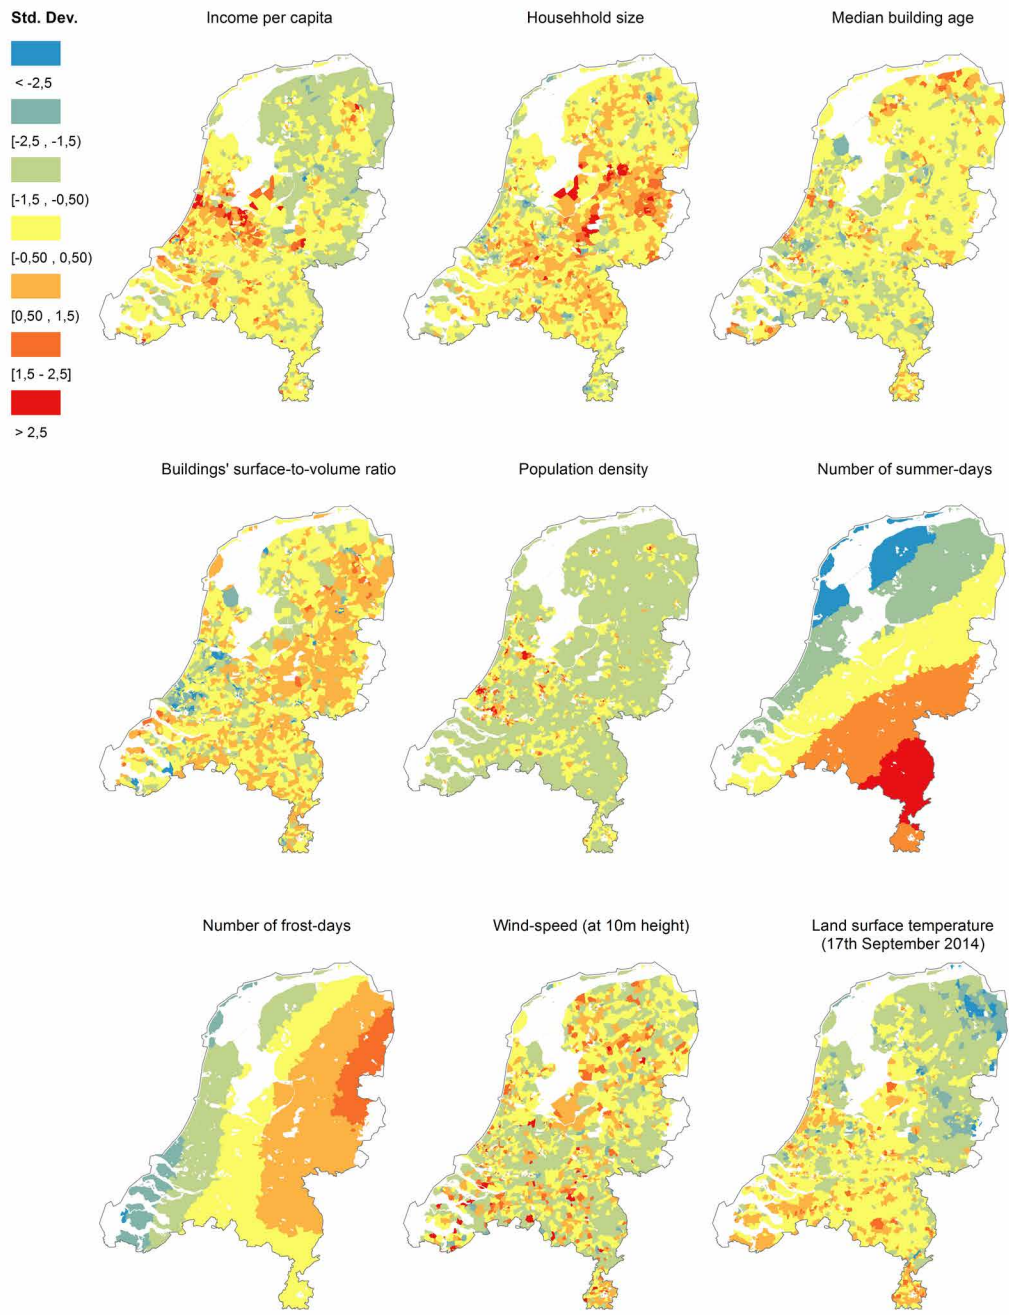 Std. Dev.
< -2,5
[-2,5 , -1,5)
[-1,5 , -0,50)
[-0,50 , 0,50)
[0,50 , 1,5)
[1,5 - 2,5]
> 2,5
Income per capita
Househhold size
Median building age
Buildings' surface-to-volume ratio
Population density
Number of summer-days
Number of frost-days
Wind-speed (at 10m height)
Land surface temperature
(17th September 2014)